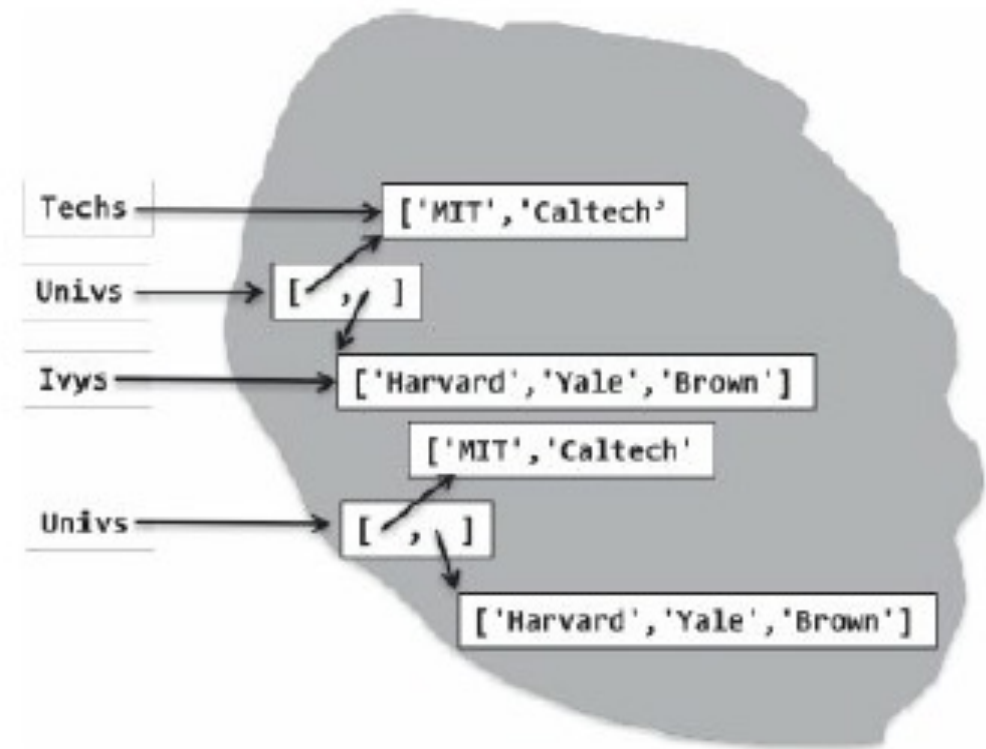 Techs
['MIT','Caltech’
Univs
[ , ]
Ivys
['Harvard','Yale','Brown']
['MIT','Caltech'
Univs
[ , ]
['Harvard','Yale','Brown']